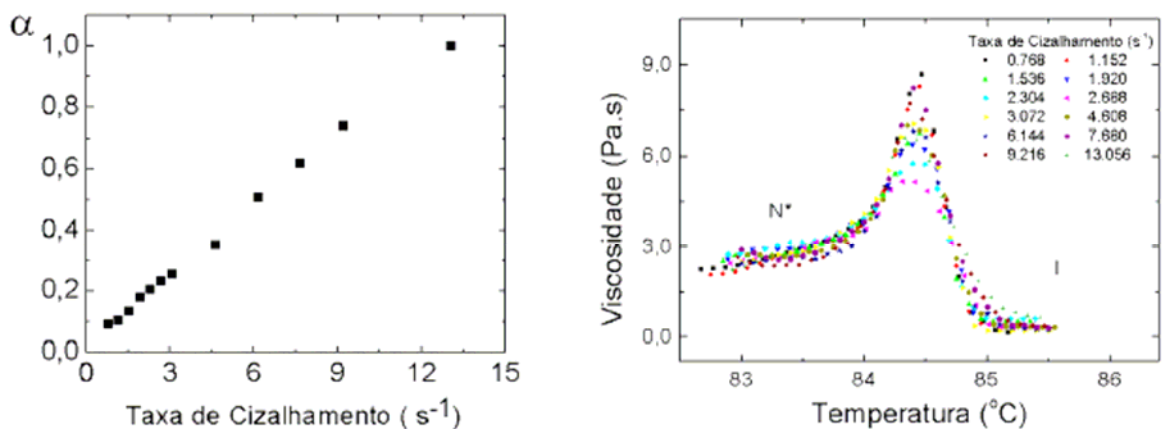 α
1,0
0,8
0,6
0,4
0,2
0,0
0 3 6 9 12 15
Taxa de Cizalhamento ( s-1)
Viscosidade (Pa.s)
9,0
6,0
3,0
0,0
Taxa de Cizalhamento (s-1)
0.768 1.152
1.536 1.920
2.304 2.688
3.072 4.608
6.144 7.680
9.216 13.056
N*
I
83 84 85 86
Temperatura (°C)